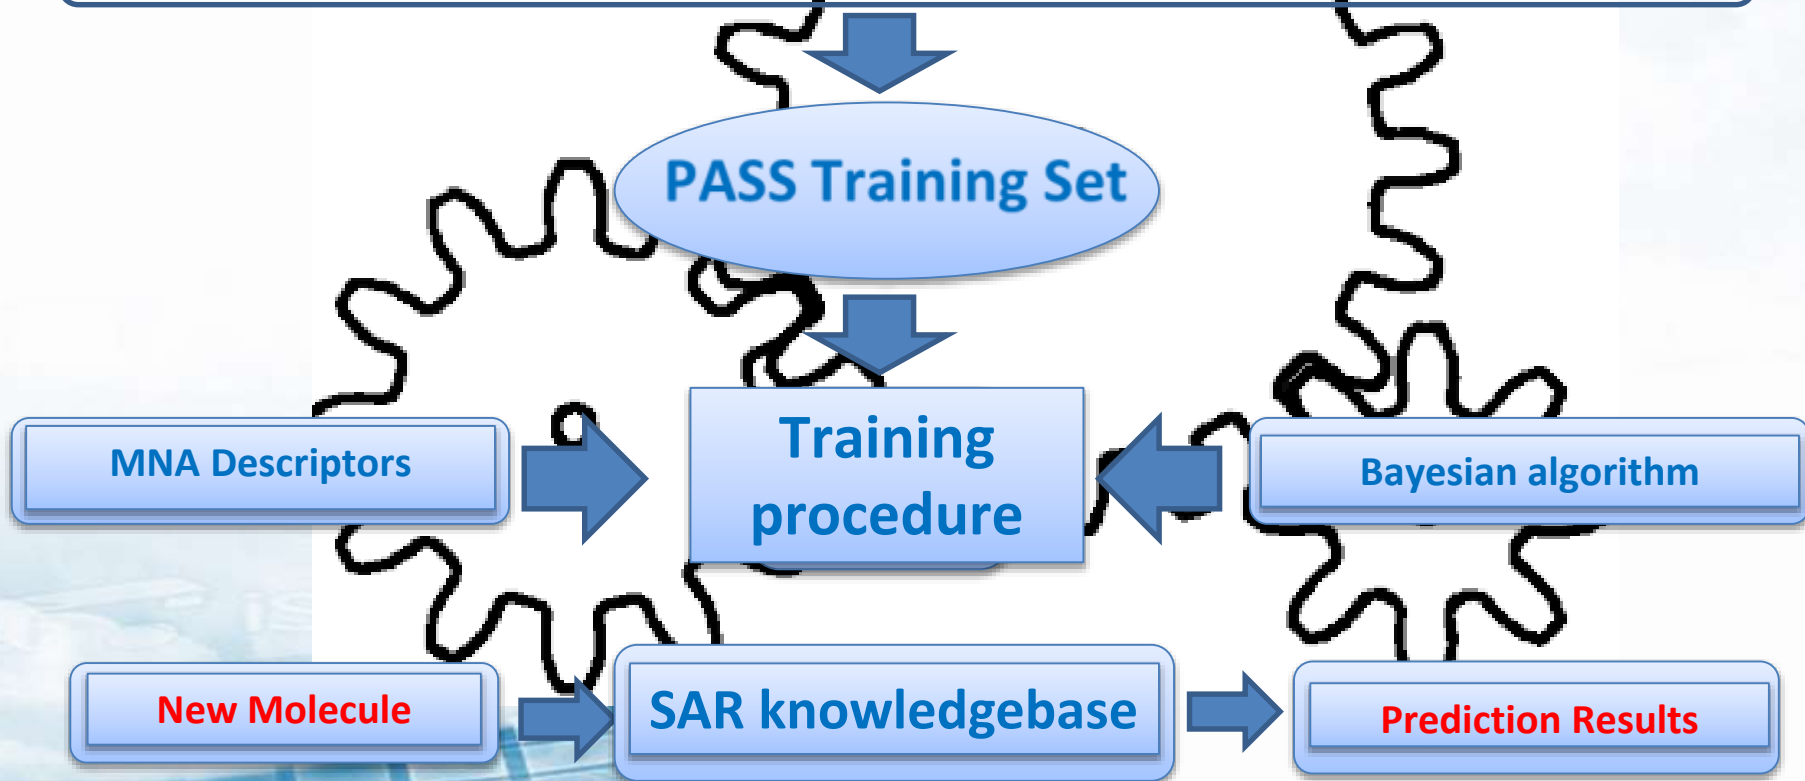 PASS Training Set
Training
procedure
MNA Descriptors
Bayesian algorithm
New Molecule
SAR knowledgebase
Prediction Results